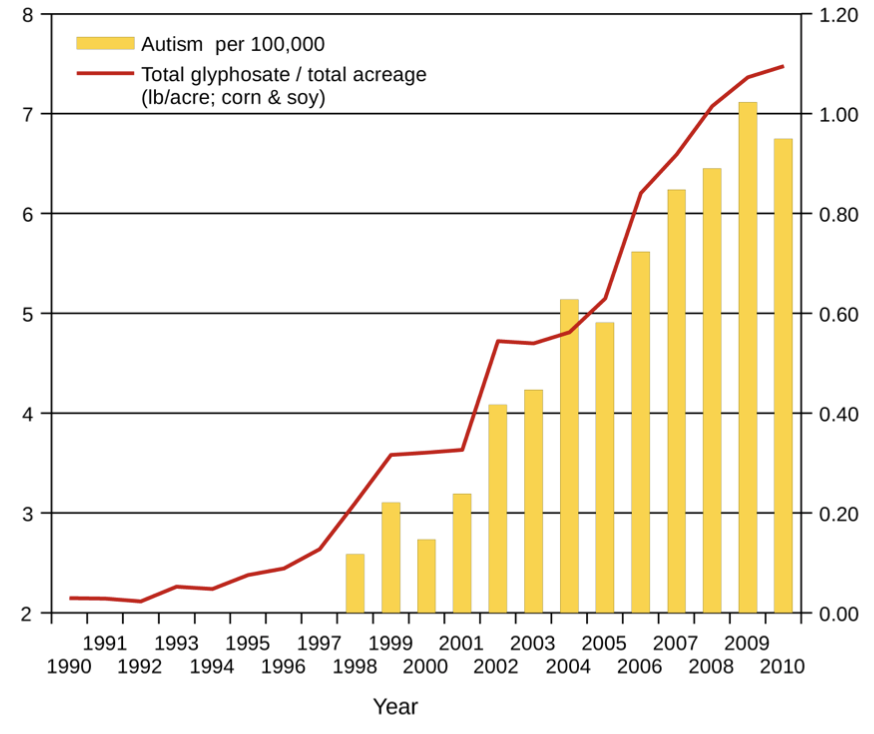 8
7
6
5
4
3
2
Autism per 100,000
Total glyphosate / total acreage
(lb/acre; corn & soy)
1.20
1.00
0.80
0.60
0.40
0.20
0.00
1991 1993 1995 1997 1999 2001 2003 2005 2007 2009
1990 1992 1994 1996 1998 2000 2002 2004 2006 2008 2010
Year